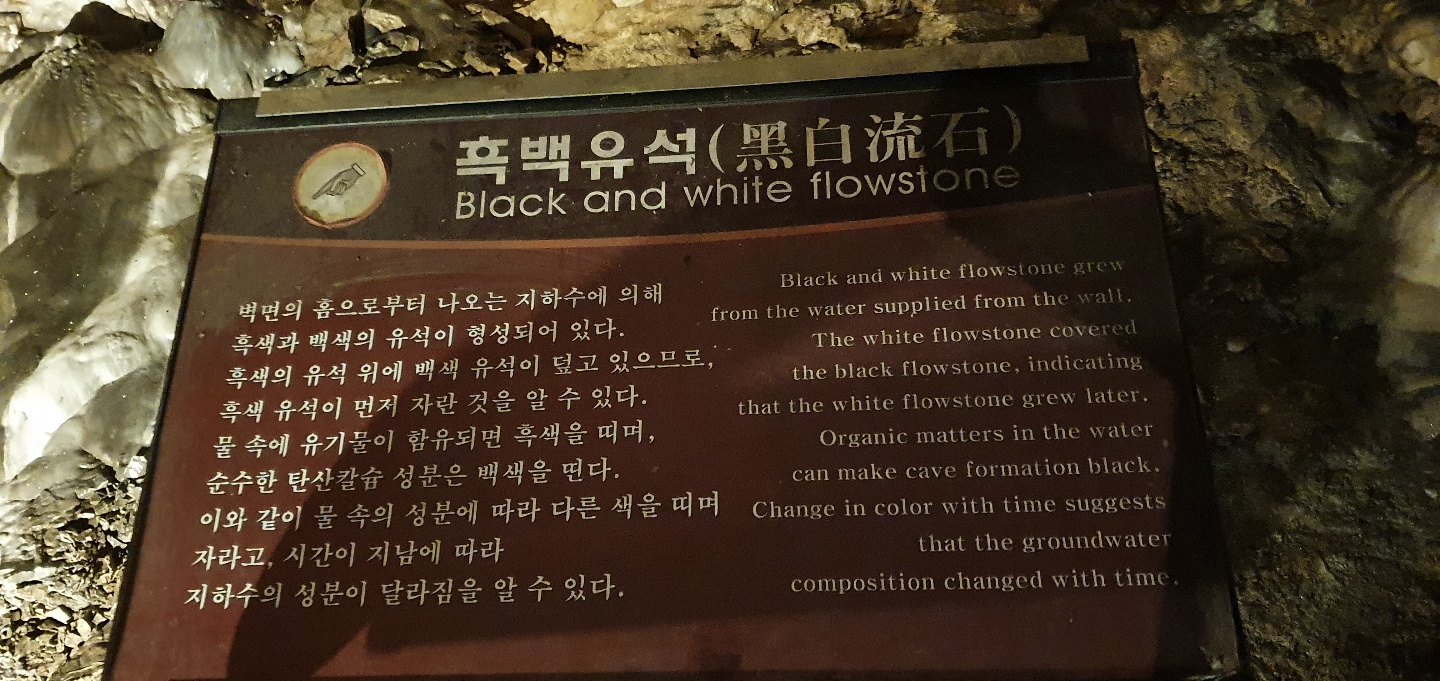 흑백유석(黑白流石)
Black and white flowstone
벽면의 홈으로부터 나오는 지하수에 의해
흑색과 백색의 유석이 형성되어 있다.
흑색의 유석 위에 백색 유석이 덮고 있으므로,
흑색 유석이 먼저 자란 것을 알 수 있다.
물 속에 유기물이 함유되면 흑색을 띠며,
순수한 탄산칼슘 성분은 백색을 띤다.
이와 같이 물 속의 성분에 따라 다른 색을 띠며
자라고, 시간이 지남에 따라
지하수의 성분이 달라짐을 알 수 있다.
Black and white flowstone grew
from the water supplied from the wall.
The white flowstone covered
the black flowstone, indicating
that the white flowstone grew later.
Organic matters in the water
can make cave formation black.
Change in color with time suggests
that the groundwater
composition changed with time.